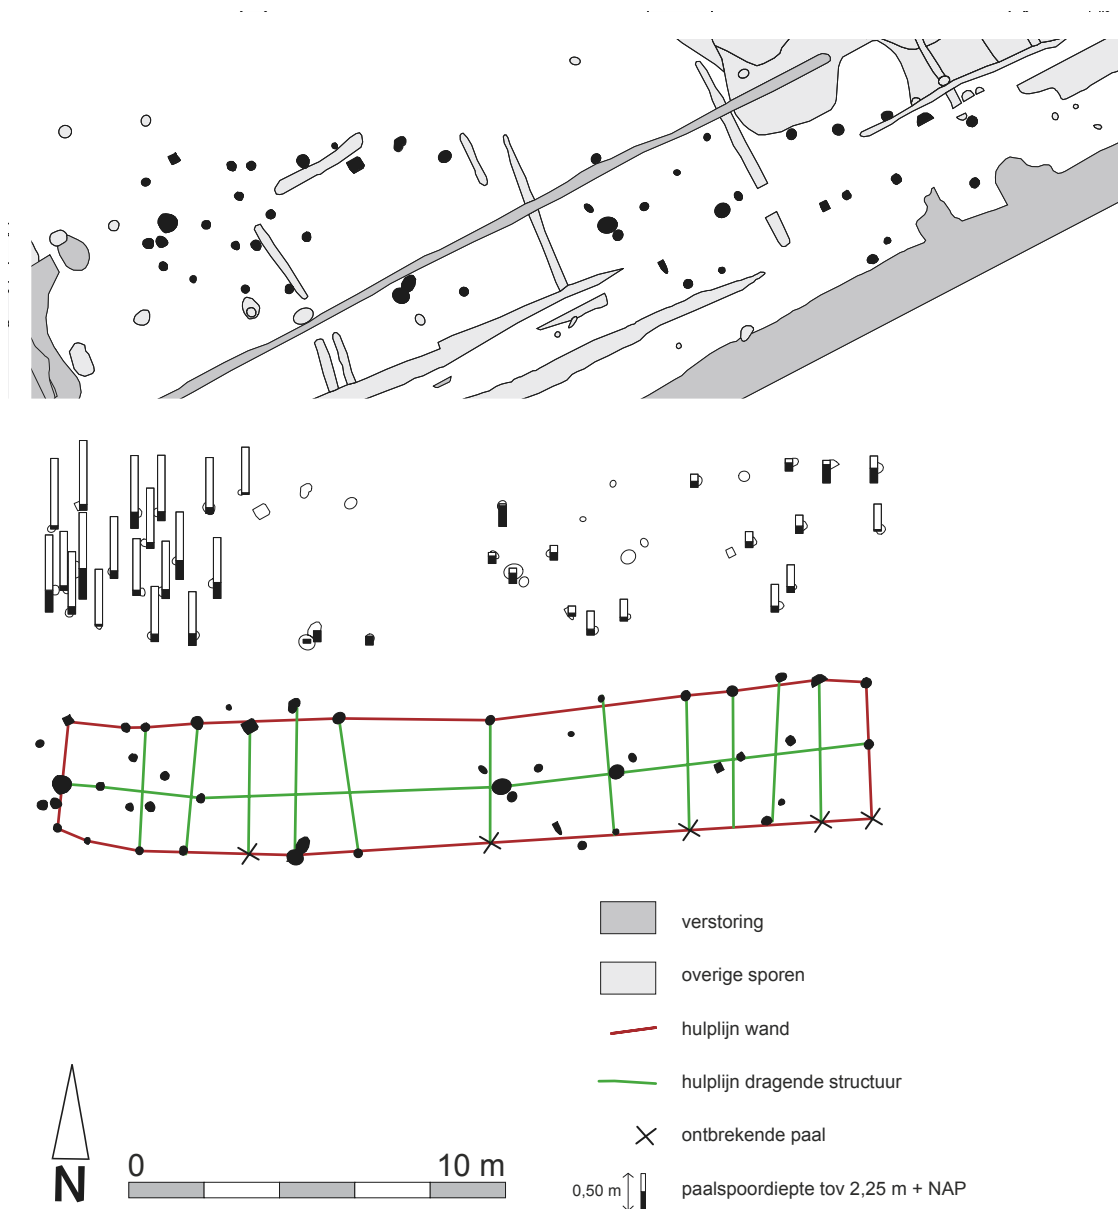 verstoring
overige sporen
hulplijn wand
hulplijn dragende structuur
ontbrekende paal
0 10 m
N
0,50 m paalspoordiepte tov 2,25 m + NAP